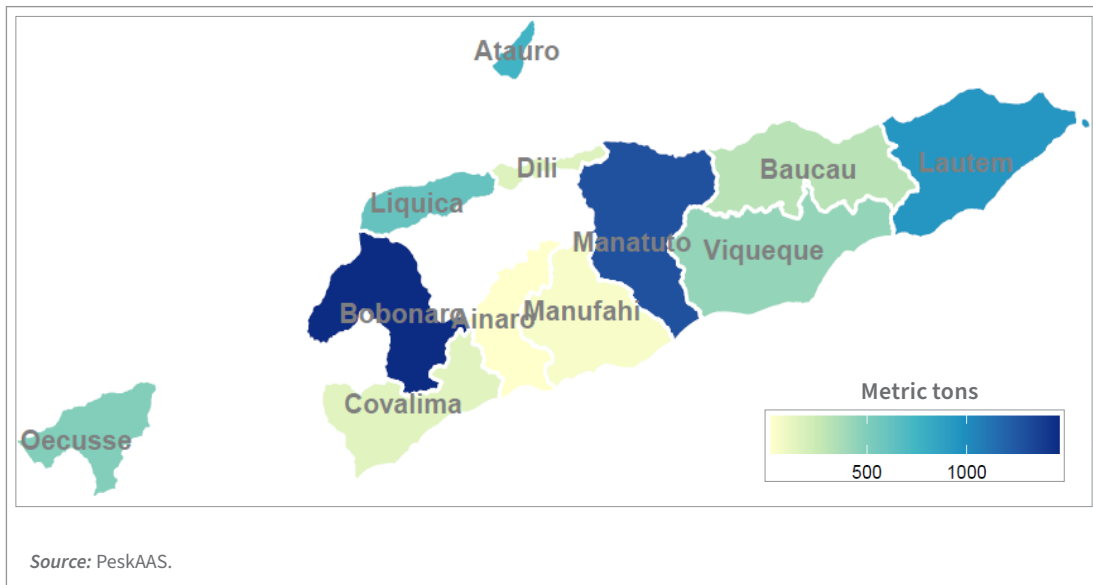 Atauro
Dili
Baucau
Lautem
Liquica
Manatuto
Viqueque
Bobonaro
Ainaro
Manufahi
Covalima
Oecusse
Metric tons
500 1000
Source: PeskAAS.